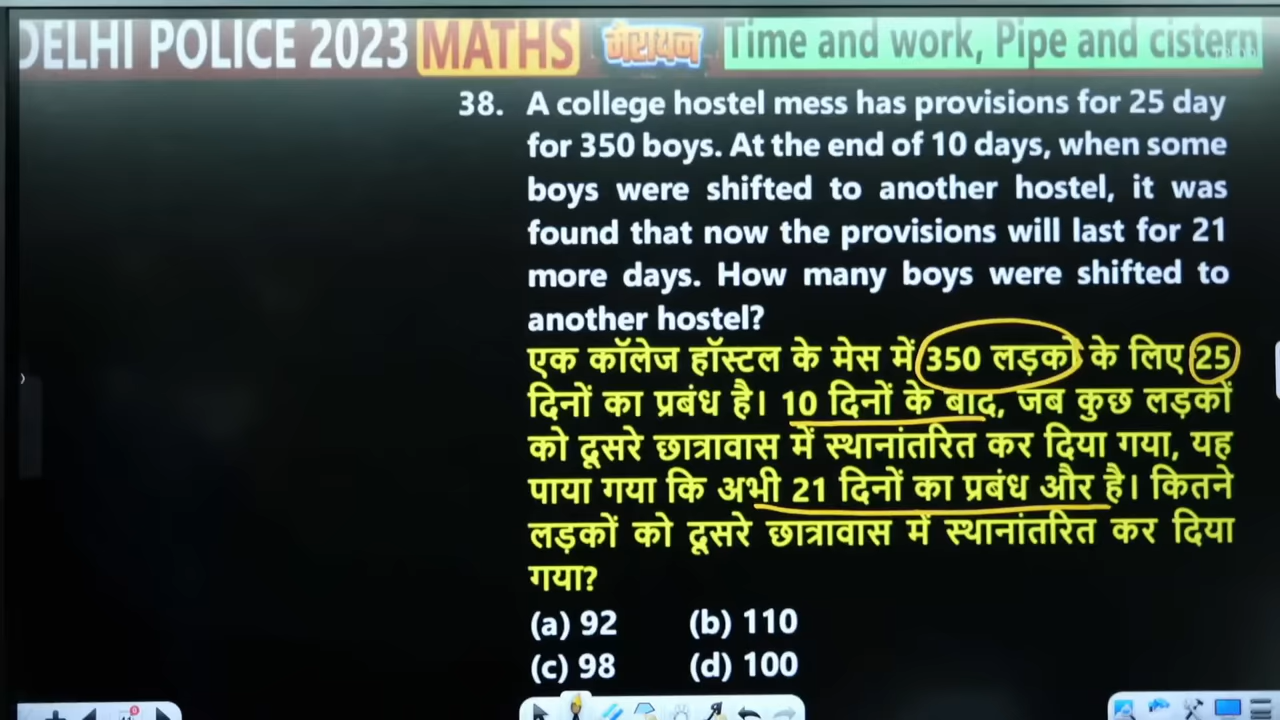 DELHI POLICE 2023 MATHS मैराथन Time and work, Pipe and cistern
38. A college hostel mess has provisions for 25 day
for 350 boys. At the end of 10 days, when some
boys were shifted to another hostel, it was
found that now the provisions will last for 21
more days. How many boys were shifted to
another hostel?
एक कॉलेज हॉस्टल के मेस में 350 लड़कों के लिए 25
दिनों का प्रबंध है। 10 दिनों के बाद, जब कुछ लड़कों
को दूसरे छात्रावास में स्थानांतरित कर दिया गया, यह
पाया गया कि अभी 21 दिनों का प्रबंध और है। कितने
लड़कों को दूसरे छात्रावास में स्थानांतरित कर दिया
गया?
(a) 92 (b) 110
(c) 98 (d) 100